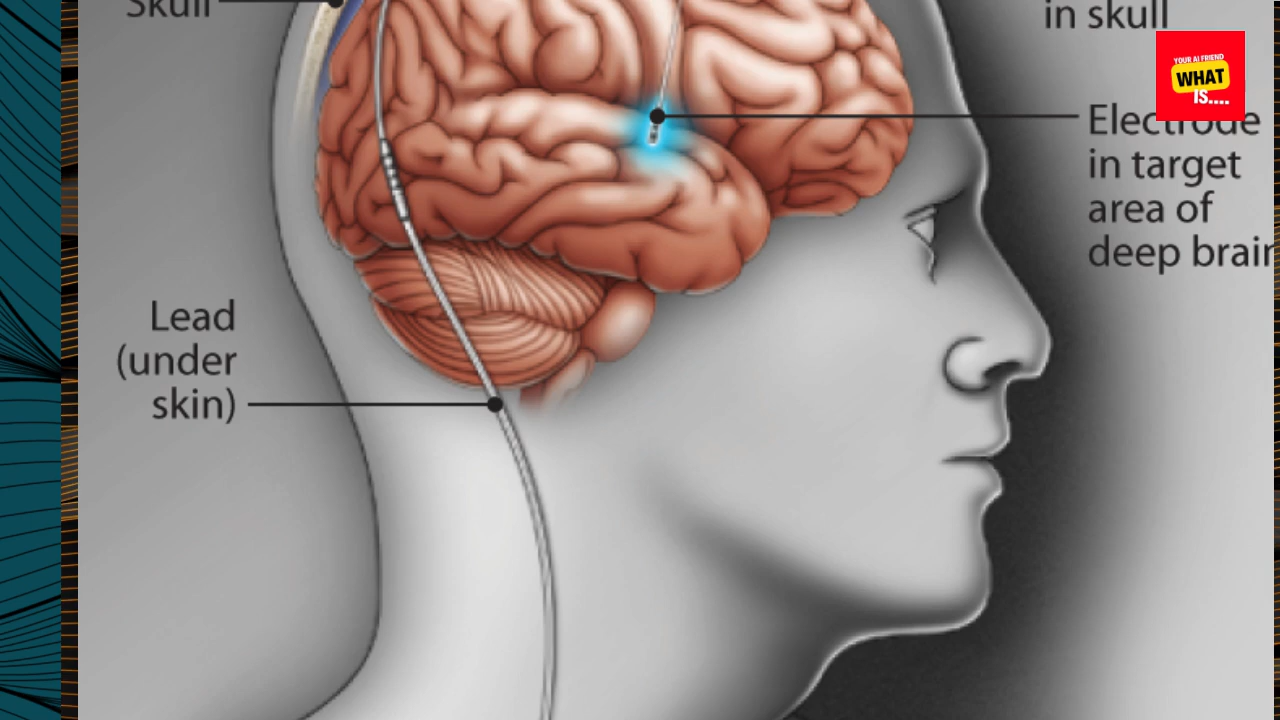 Skull
in skull
YOUR AI FRIEND
WHAT
IS....
Electrode
in target
area of
deep brain
Lead
(under
skin)